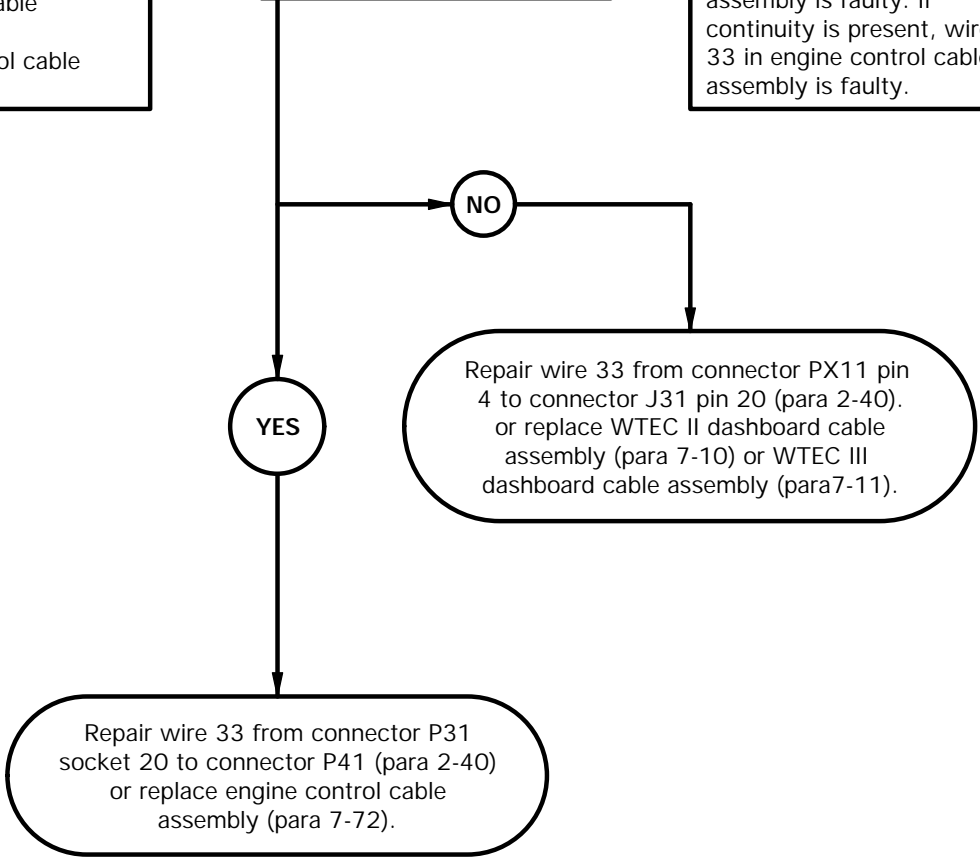 able
ol cable
assembly is faulty. If
continuity is present, wir
33 in engine control cable
assembly is faulty.
NO
Repair wire 33 from connector PX11 pin
4 to connector J31 pin 20 (para 2-40).
or replace WTEC II dashboard cable
assembly (para 7-10) or WTEC III
dashboard cable assembly (para7-11).
YES
Repair wire 33 from connector P31
socket 20 to connector P41 (para 2-40)
or replace engine control cable
assembly (para 7-72).